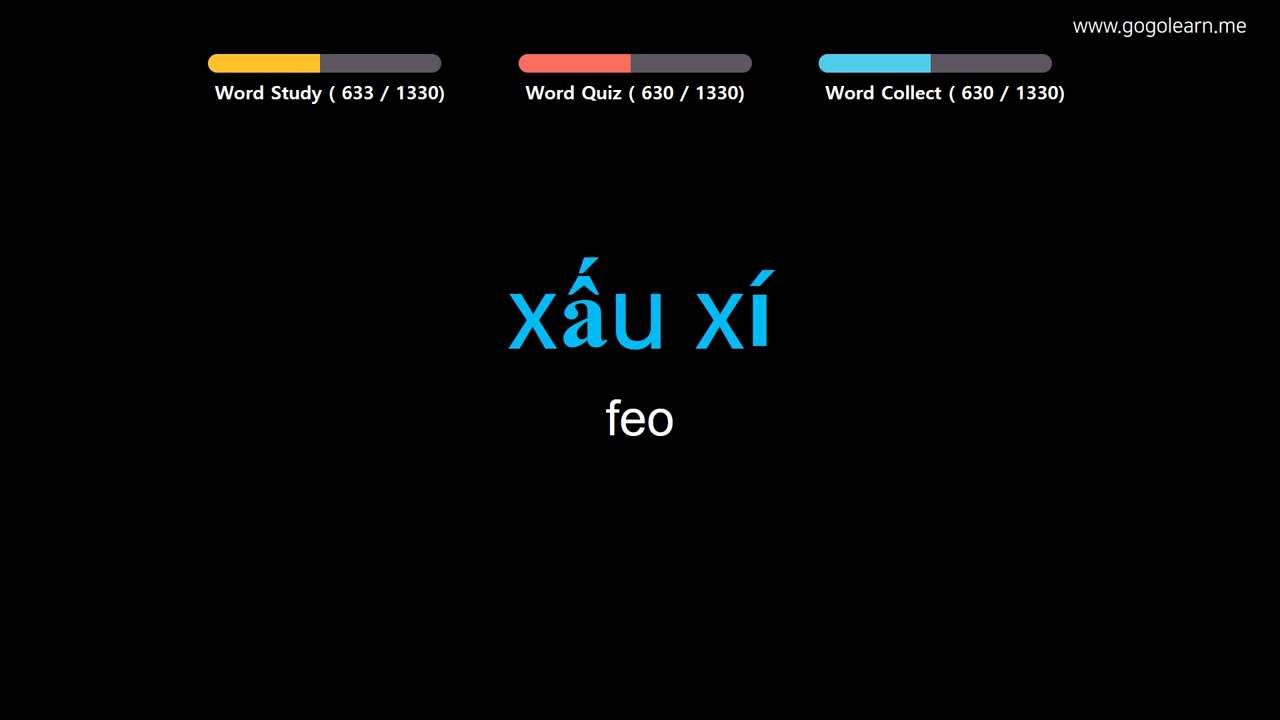 www.gogolearn.me
Word Study ( 633 / 1330)
Word Quiz ( 630 / 1330)
Word Collect ( 630 / 1330)
xấu xí
feo